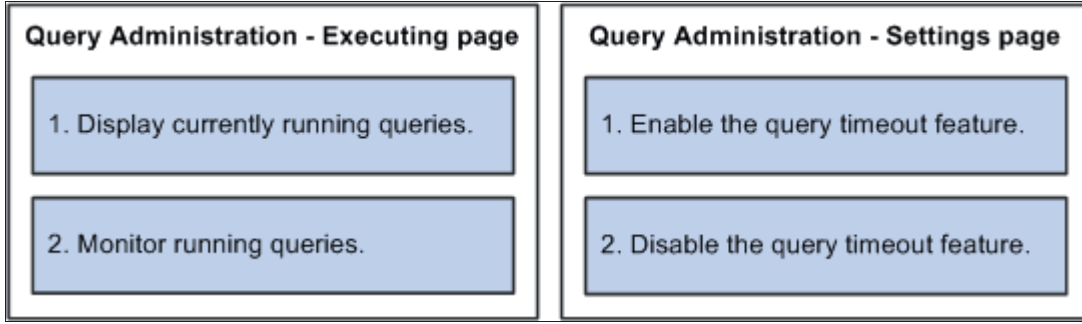 Query Administration - Executing page
1. Display currently running queries.
2. Monitor running queries.
Query Administration - Settings page
1. Enable the query timeout feature.
2. Disable the query timeout feature.